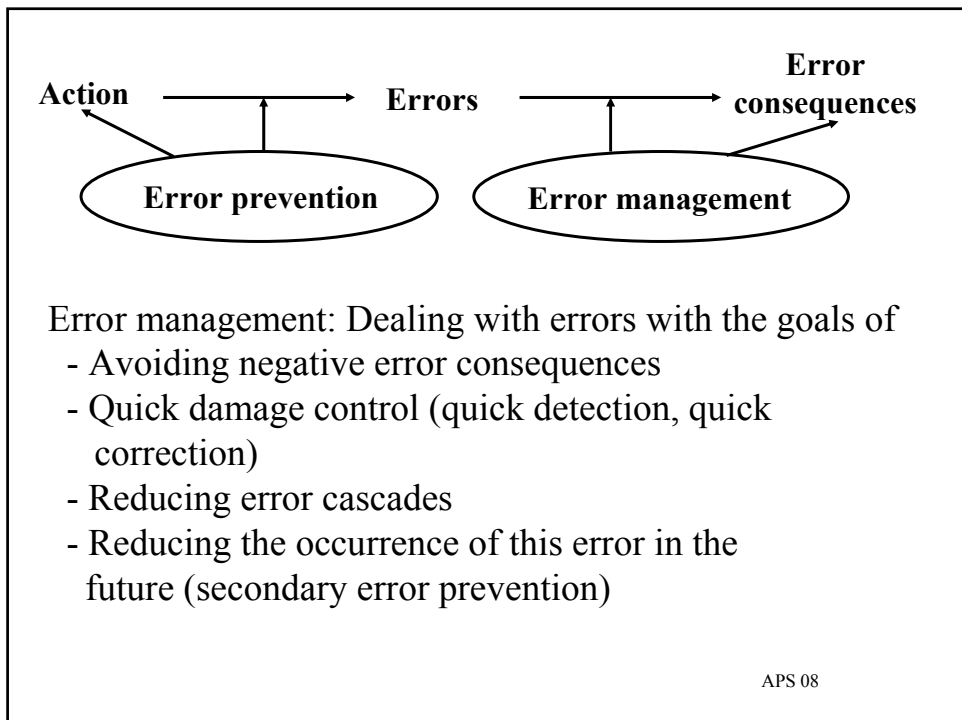 Action
Errors
Error
consequences
Error prevention
Error management
Error management: Dealing with errors with the goals of
- Avoiding negative error consequences
- Quick damage control (quick detection, quick
correction)
- Reducing error cascades
- Reducing the occurrence of this error in the
future (secondary error prevention)
APS 08